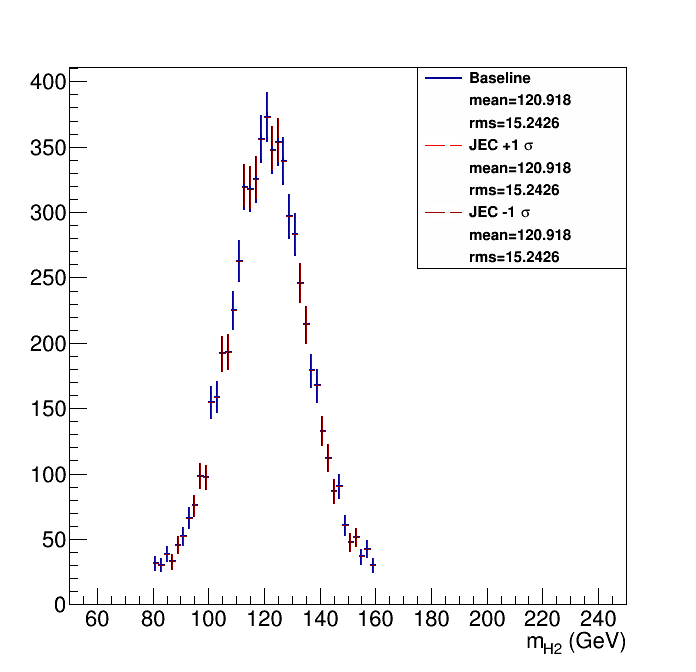 400
350
300
250
200
150
100
50
0
Baseline
mean=120.918
rms=15.2426
JEC +1 σ
mean=120.918
rms=15.2426
JEC -1 σ
mean=120.918
rms=15.2426
60 80 100 120 140 160 180 200 220 240
m_H2 (GeV)